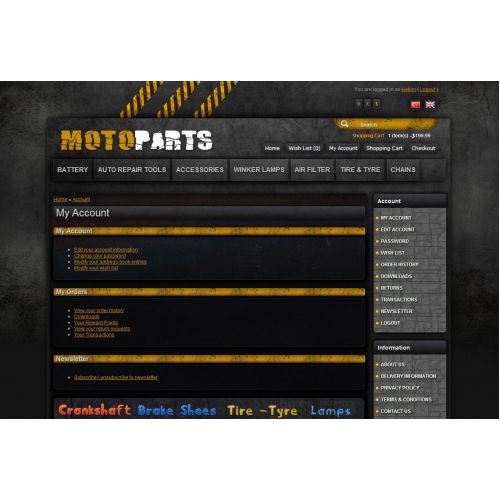 You are logged in as Hakim ( Logout )
€ £ $
Search
Shopping Cart 1 item(s) - $199.99
MOTOPARTS
Home Wish List (0) My Account Shopping Cart Checkout
BATTERY AUTO REPAIR TOOLS ACCESSORIES WINKER LAMPS AIR FILTER TIRE & TYRE CHAINS
Home » Account
My Account
My Account
Edit your account information
Change your password
Modify your address book entries
Modify your wish list
My Orders
View your order history
Downloads
Your Reward Points
View your return requests
Your Transactions
Newsletter
Subscribe / unsubscribe to newsletter
Crankshaft Brake Shoes Tire -Tyre Lamps
Account
MY ACCOUNT
EDIT ACCOUNT
PASSWORD
WISH LIST
ORDER HISTORY
DOWNLOADS
RETURNS
TRANSACTIONS
NEWSLETTER
LOGOUT
Information
ABOUT US
DELIVERY INFORMATION
PRIVACY POLICY
TERMS & CONDITIONS
CONTACT US